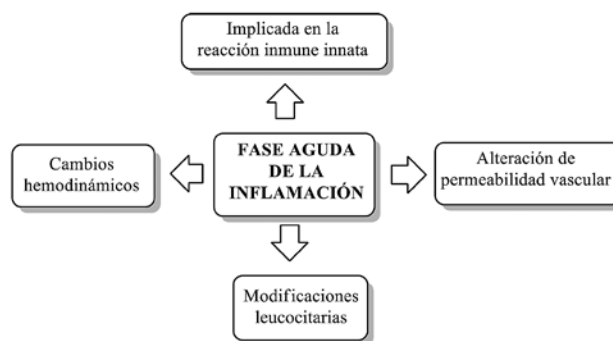 Implicada en la
reacción inmune innata
Cambios
hemodinámicos
FASE AGUDA
DE LA
INFLAMACIÓN
Alteración de
permeabilidad vascular
Modificaciones
leucocitarias